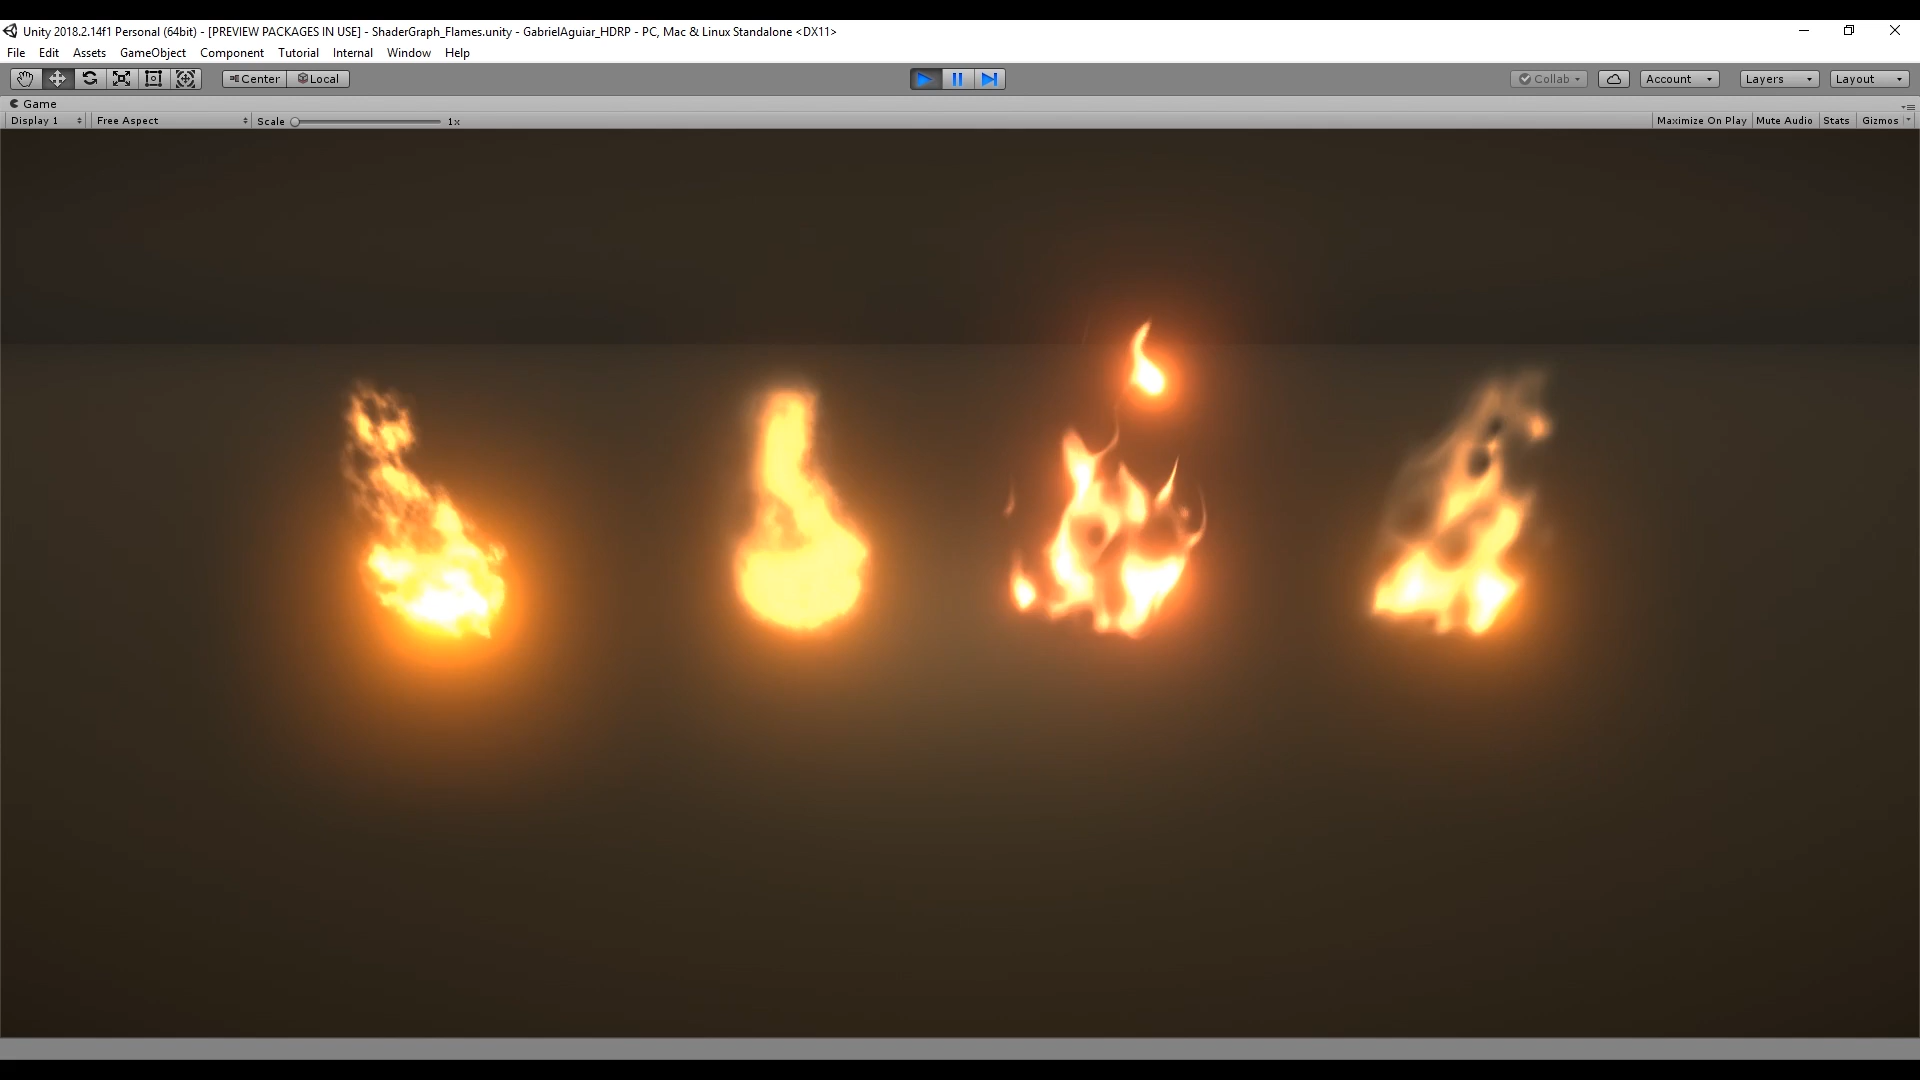 Unity 2018.2.14f1 Personal (64bit) - [PREVIEW PACKAGES IN USE] - ShaderGraph_Flames.unity - GabrielAguiar_HDRP - PC, Mac & Linux Standalone <DX11>
File Edit Assets GameObject Component Tutorial Internal Window Help
Center Local Collab Account Layers Layout
Game
Display 1 Free Aspect Scale 1x Maximize On Play Mute Audio Stats Gizmos